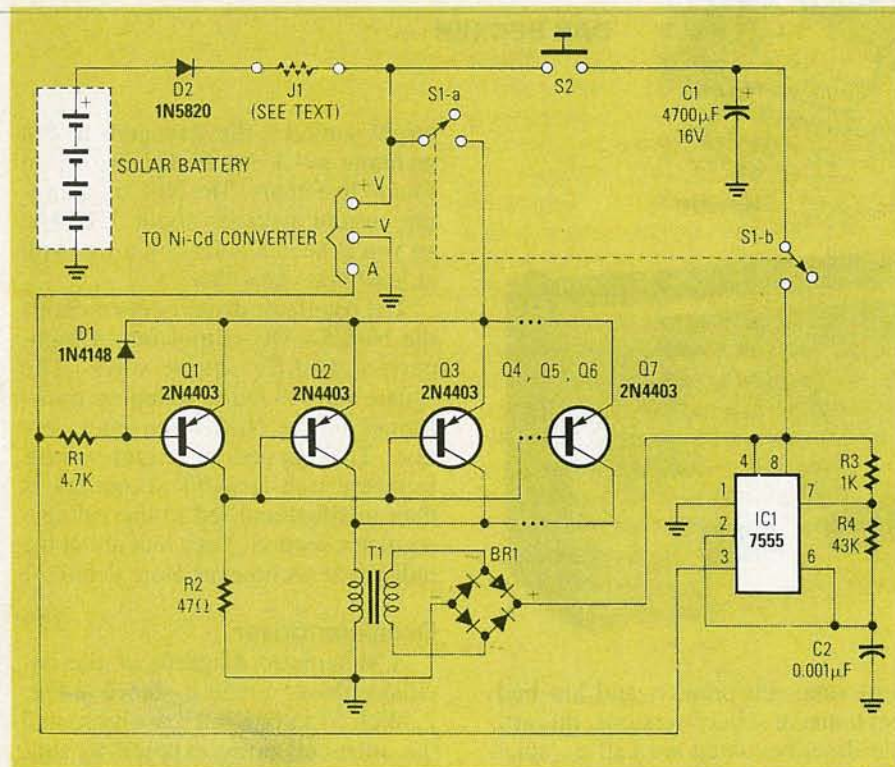 D2
1N5820
J1
(SEE TEXT)
S2
C1
4700µF
16V
+
S1-a
+
SOLAR BATTERY
+V
TO Ni-Cd CONVERTER
−V
A
S1-b
D1
1N4148
Q1
2N4403
Q2
2N4403
Q3
2N4403
Q4, Q5, Q6
Q7
2N4403
R1
4.7K
R2
47Ω
T1
BR1
−
+
4
8
1
7
2
IC1
7555
3
6
R3
1K
R4
43K
C2
0.001µF